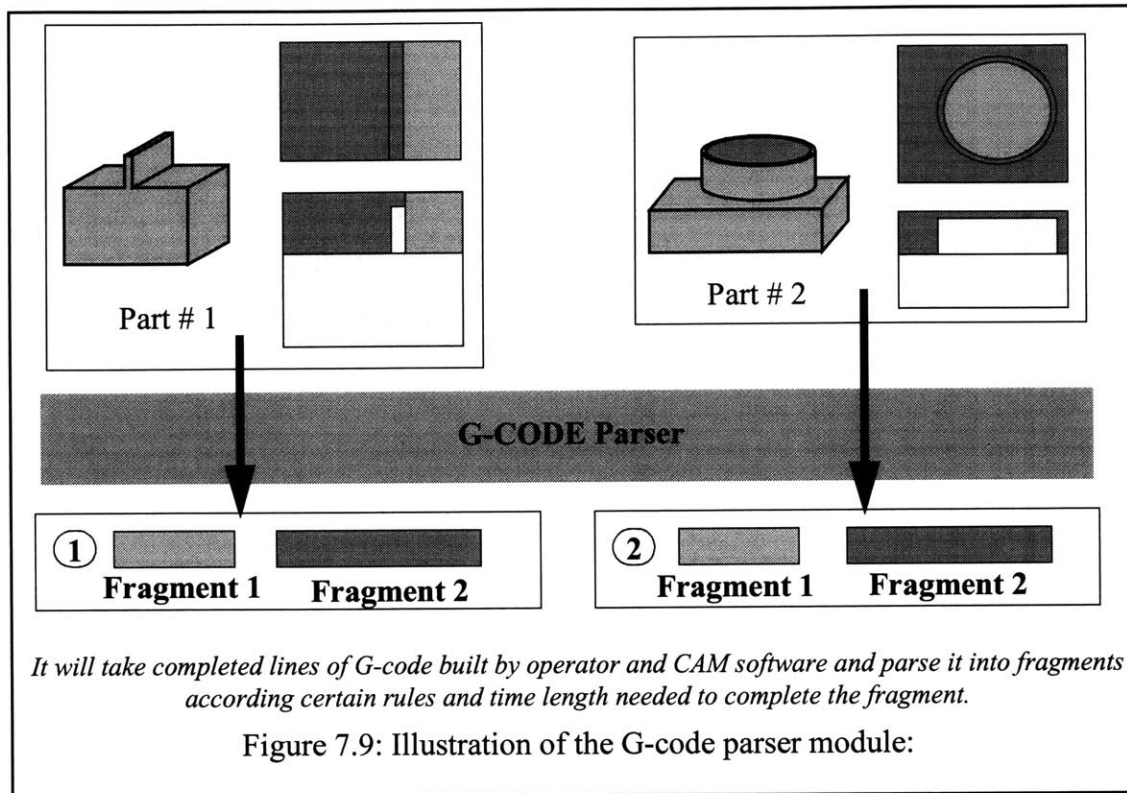 Part # 1
Part # 2
G-CODE Parser
1
Fragment 1
Fragment 2
2
Fragment 1
Fragment 2
It will take completed lines of G-code built by operator and CAM software and parse it into fragments
according certain rules and time length needed to complete the fragment.
Figure 7.9: Illustration of the G-code parser module: